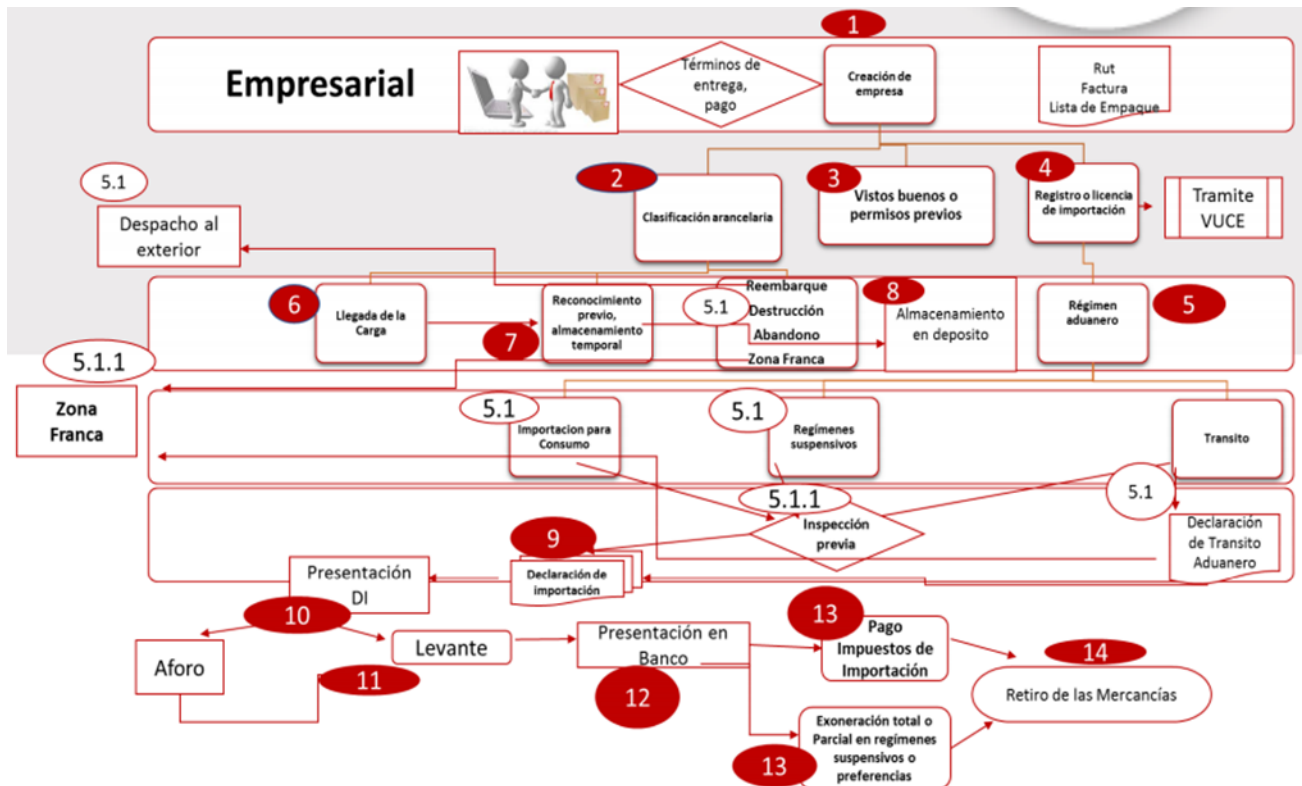 1
Empresarial
Términos de
entrega,
pago
Creación de
empresa
Rut
Factura
Lista de Empaque
5.1
Despacho al
exterior
2
Clasificación arancelaria
3
Vistos buenos o
permisos previos
4
Registro o licencia
de importación
Tramite
VUCE
6
Llegada de la
Carga
7
Reconocimiento
previo,
almacenamiento
temporal
5.1
Reembarque
Destrucción
Abandono
Zona Franca
8
Almacenamiento
en deposito
Régimen
aduanero
5
5.1.1
Zona
Franca
5.1
Importacion para
Consumo
5.1
Regímenes
suspensivos
Transito
5.1
5.1.1
Inspección
previa
Declaración
de Transito
Aduanero
9
Declaración de
importación
Presentación
DI
10
Aforo
11
Levante
Presentación en
Banco
12
13
Pago
Impuestos de
Importación
14
Retiro de las Mercancías
13
Exoneración total o
Parcial en regímenes
suspensivos o
preferencias